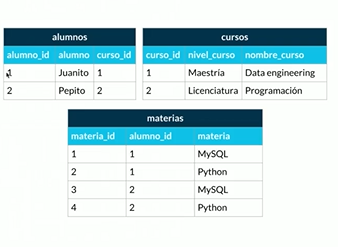 alumnos
alumno_id alumno curso_id
1 Juanito 1
2 Pepito 2
cursos
curso_id nivel_curso nombre_curso
1 Maestría Data engineering
2 Licenciatura Programación
materias
materia_id alumno_id materia
1 1 MySQL
2 1 Python
3 2 MySQL
4 2 Python